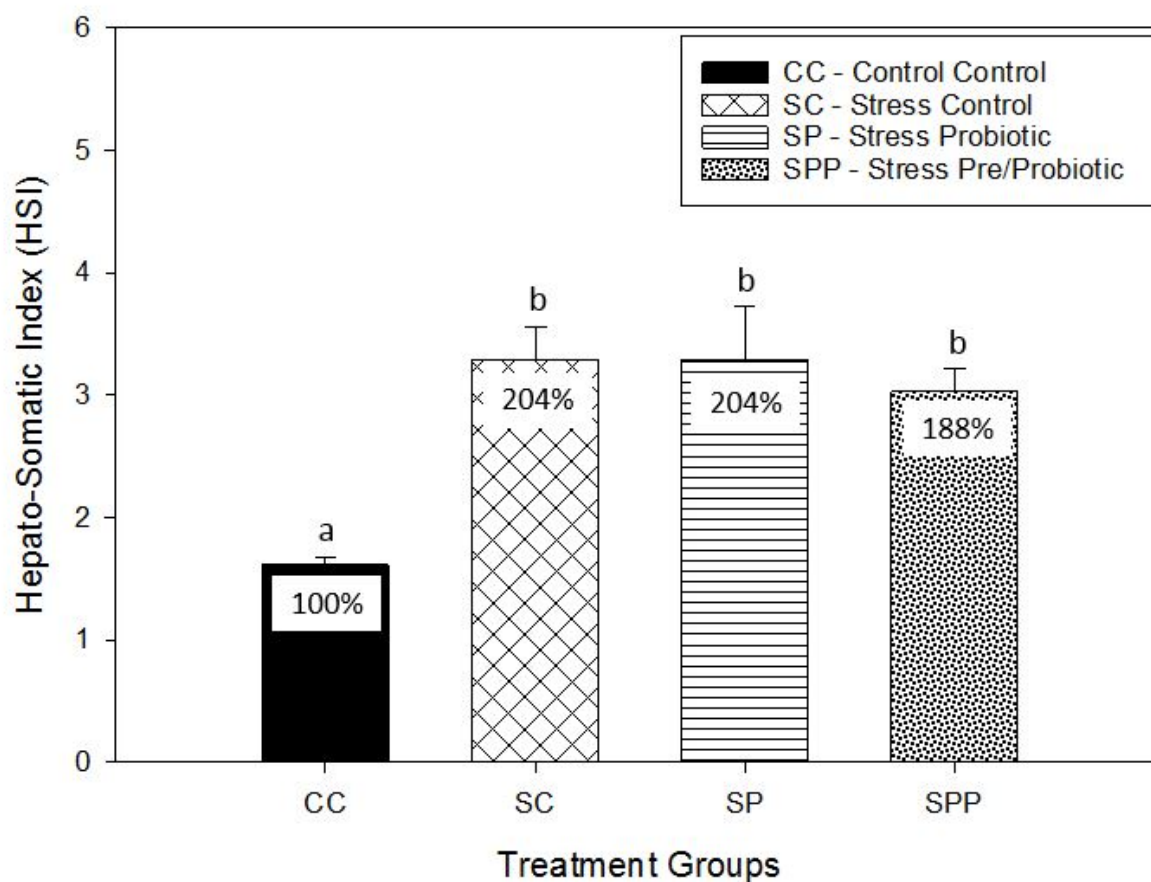 6
5
4
3
2
1
0
Hepato-Somatic Index (HSI)
CC - Control Control
SC - Stress Control
SP - Stress Probiotic
SPP - Stress Pre/Probiotic
a
b
b
b
100%
204%
204%
188%
CC
SC
SP
SPP
Treatment Groups